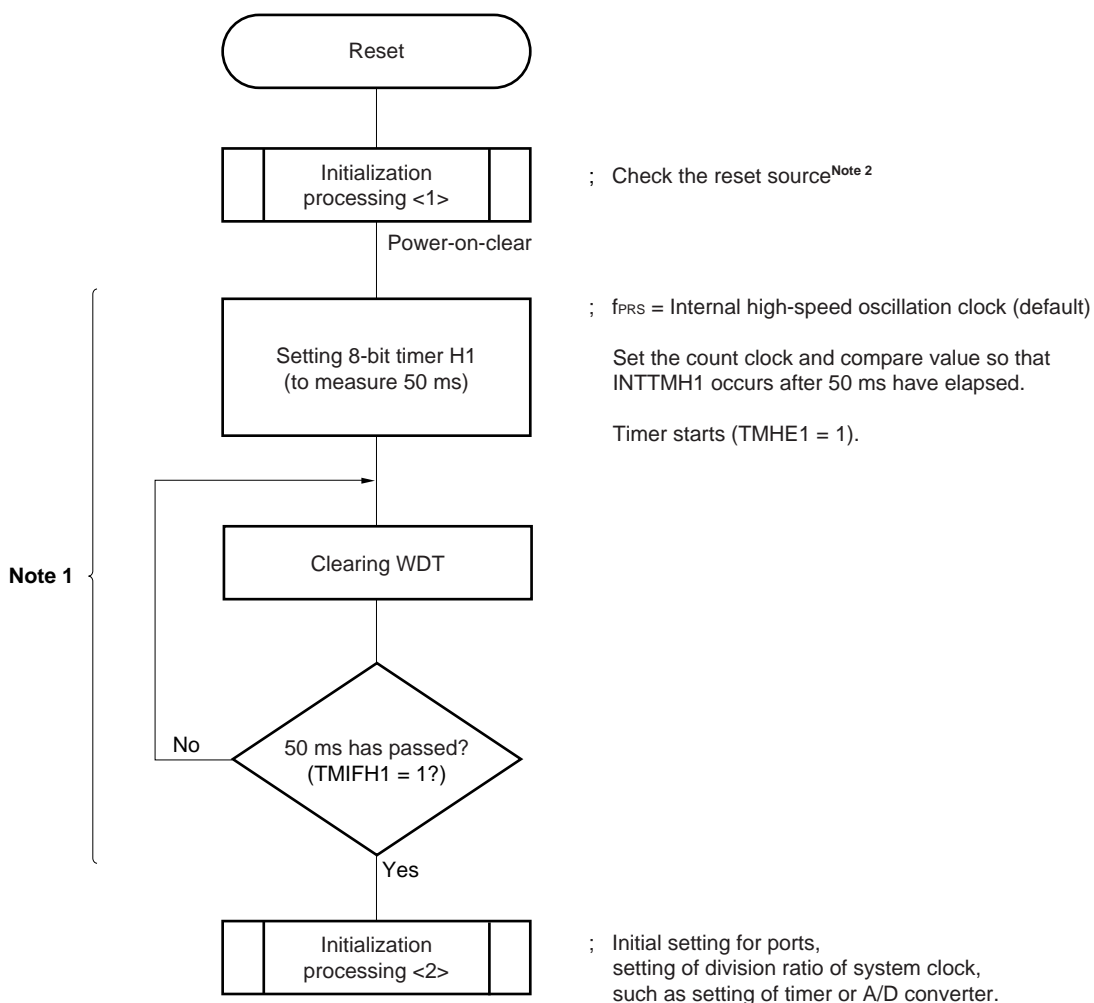 Reset
Initialization
processing <1>
; Check the reset source Note 2
Power-on-clear
Setting 8-bit timer H1
(to measure 50 ms)
; fPRS = Internal high-speed oscillation clock (default)
Set the count clock and compare value so that
INTTMH1 occurs after 50 ms have elapsed.
Timer starts (TMHE1 = 1).
Note 1
Clearing WDT
No
50 ms has passed?
(TMIFH1 = 1?)
Yes
Initialization
processing <2>
; Initial setting for ports,
setting of division ratio of system clock,
such as setting of timer or A/D converter.